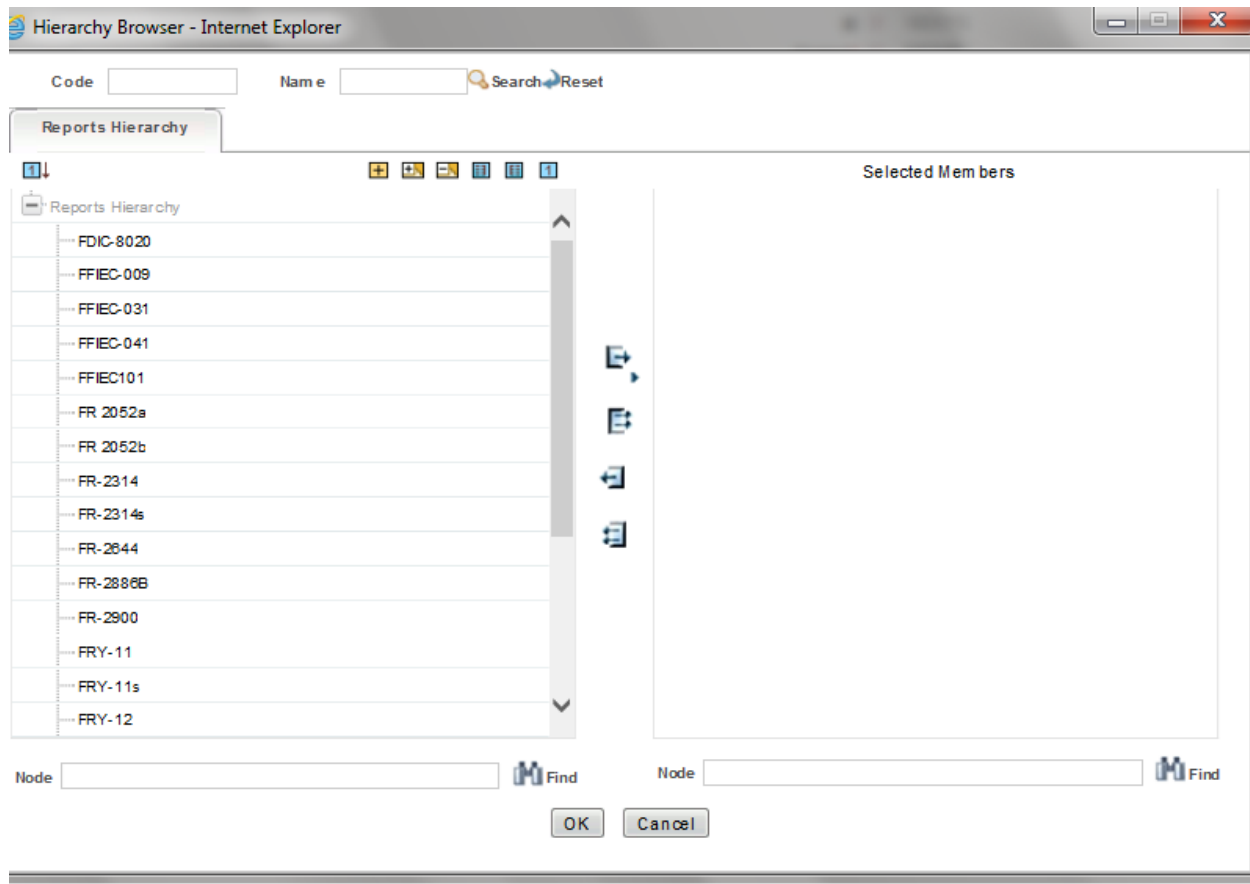 Hierarchy Browser - Internet Explorer
Code Name Search Reset
Reports Hierarchy
Selected Members
Reports Hierarchy
FDIC-8020
FFIEC-009
FFIEC-031
FFIEC-041
FFIEC101
FR 2052a
FR 2052b
FR-2314
FR-2314s
FR-2644
FR-2886B
FR-2900
FRY-11
FRY-11s
FRY-12
Node Find Node Find
OK Cancel